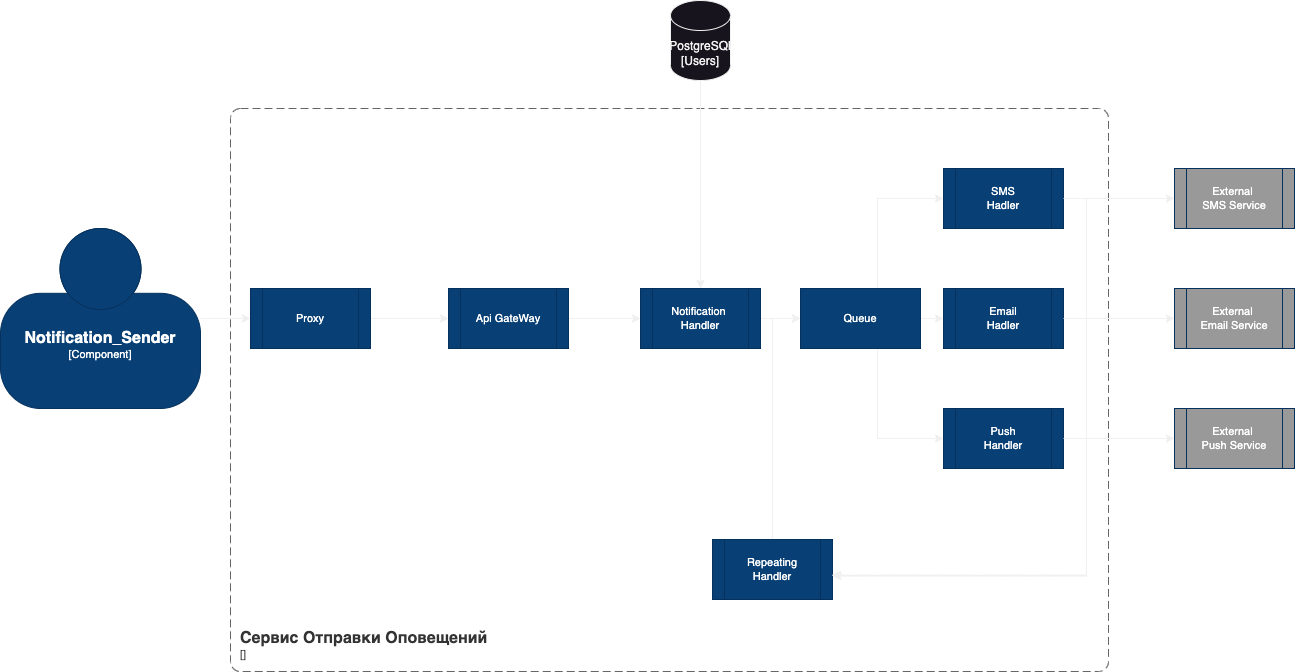 PostgreSQL
[Users]
SMS
Hadler
External
SMS Service
Notification_Sender
[Component]
Proxy
Api GateWay
Notification
Handler
Queue
Email
Hadler
External
Email Service
Push
Handler
External
Push Service
Repeating
Handler
Сервис Отправки Оповещений
[]